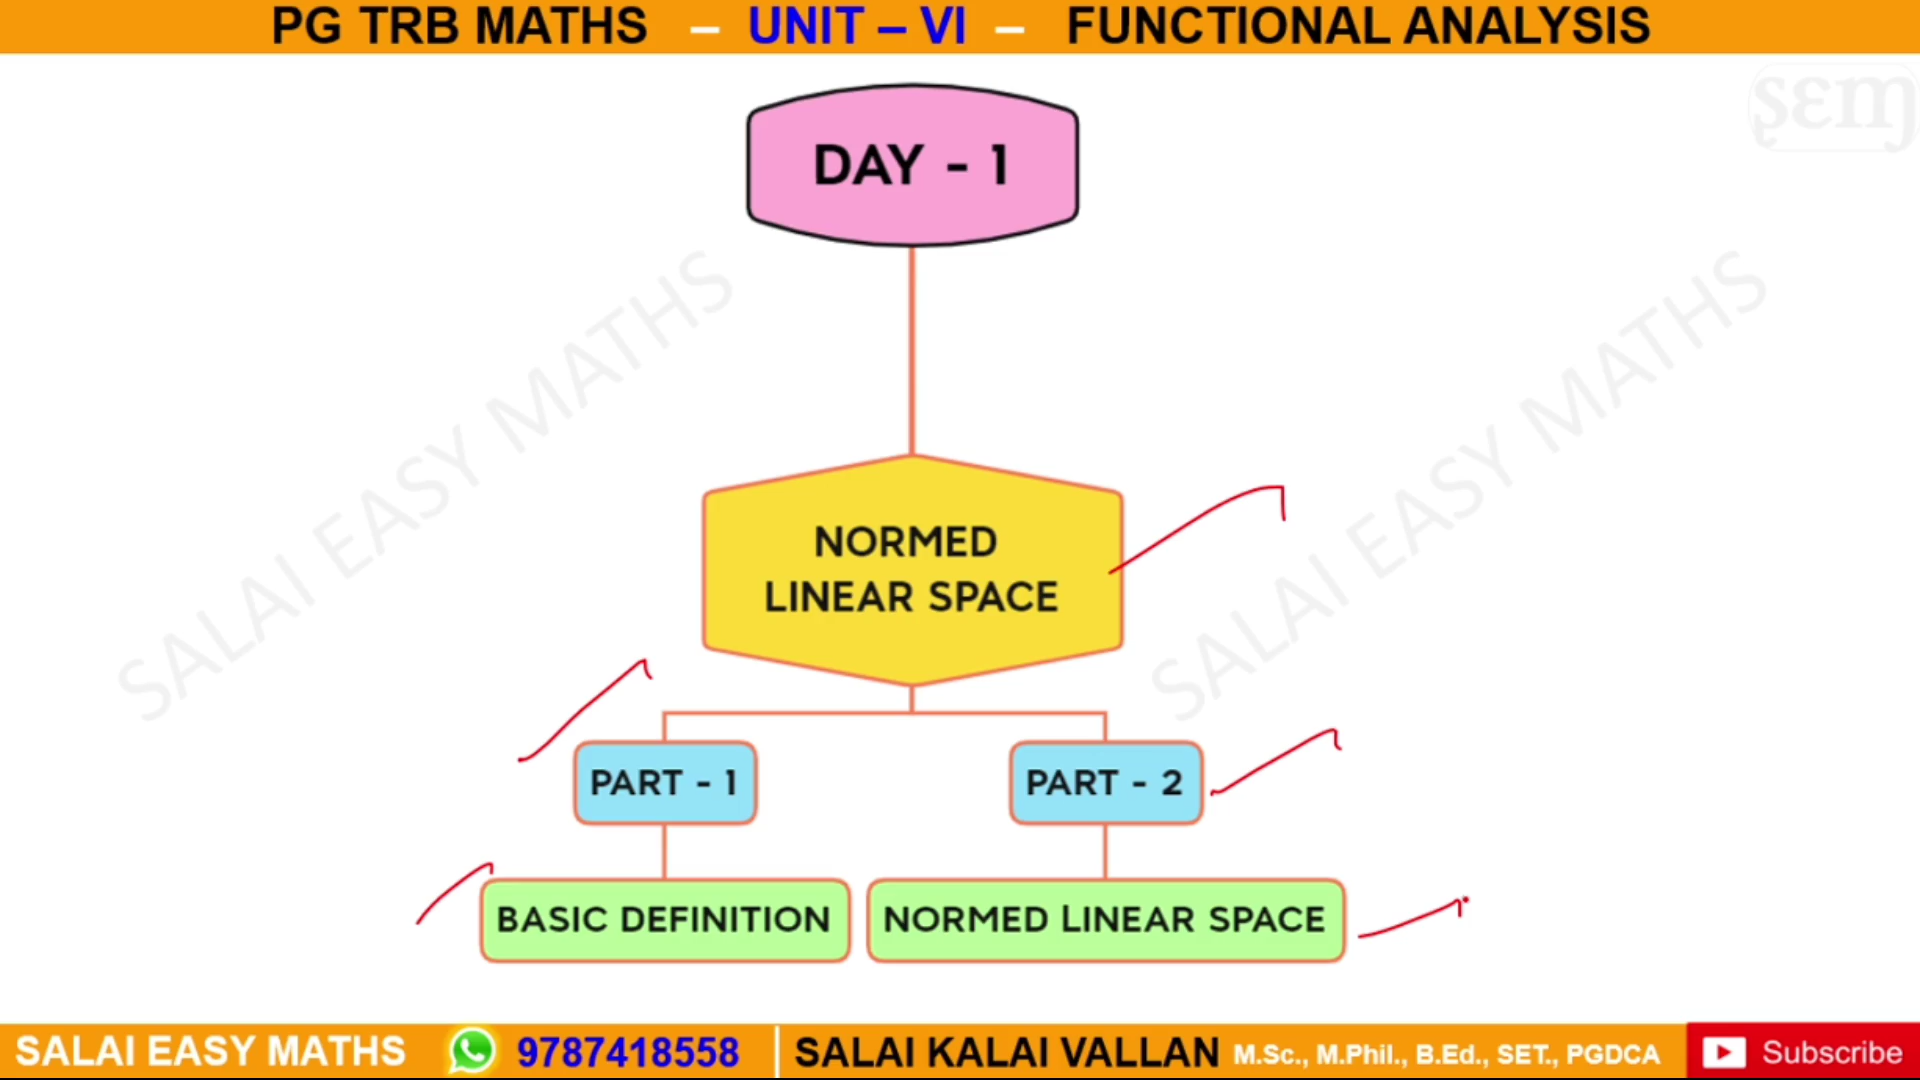 PG TRB MATHS – UNIT – VI – FUNCTIONAL ANALYSIS
sεm
DAY - 1
SALAI EASY MATHS
SALAI EASY MATHS
NORMED
LINEAR SPACE
PART - 1
PART - 2
BASIC DEFINITION
NORMED LINEAR SPACE
SALAI EASY MATHS 9787418558 SALAI KALAI VALLAN M.Sc., M.Phil., B.Ed., SET., PGDCA Subscribe